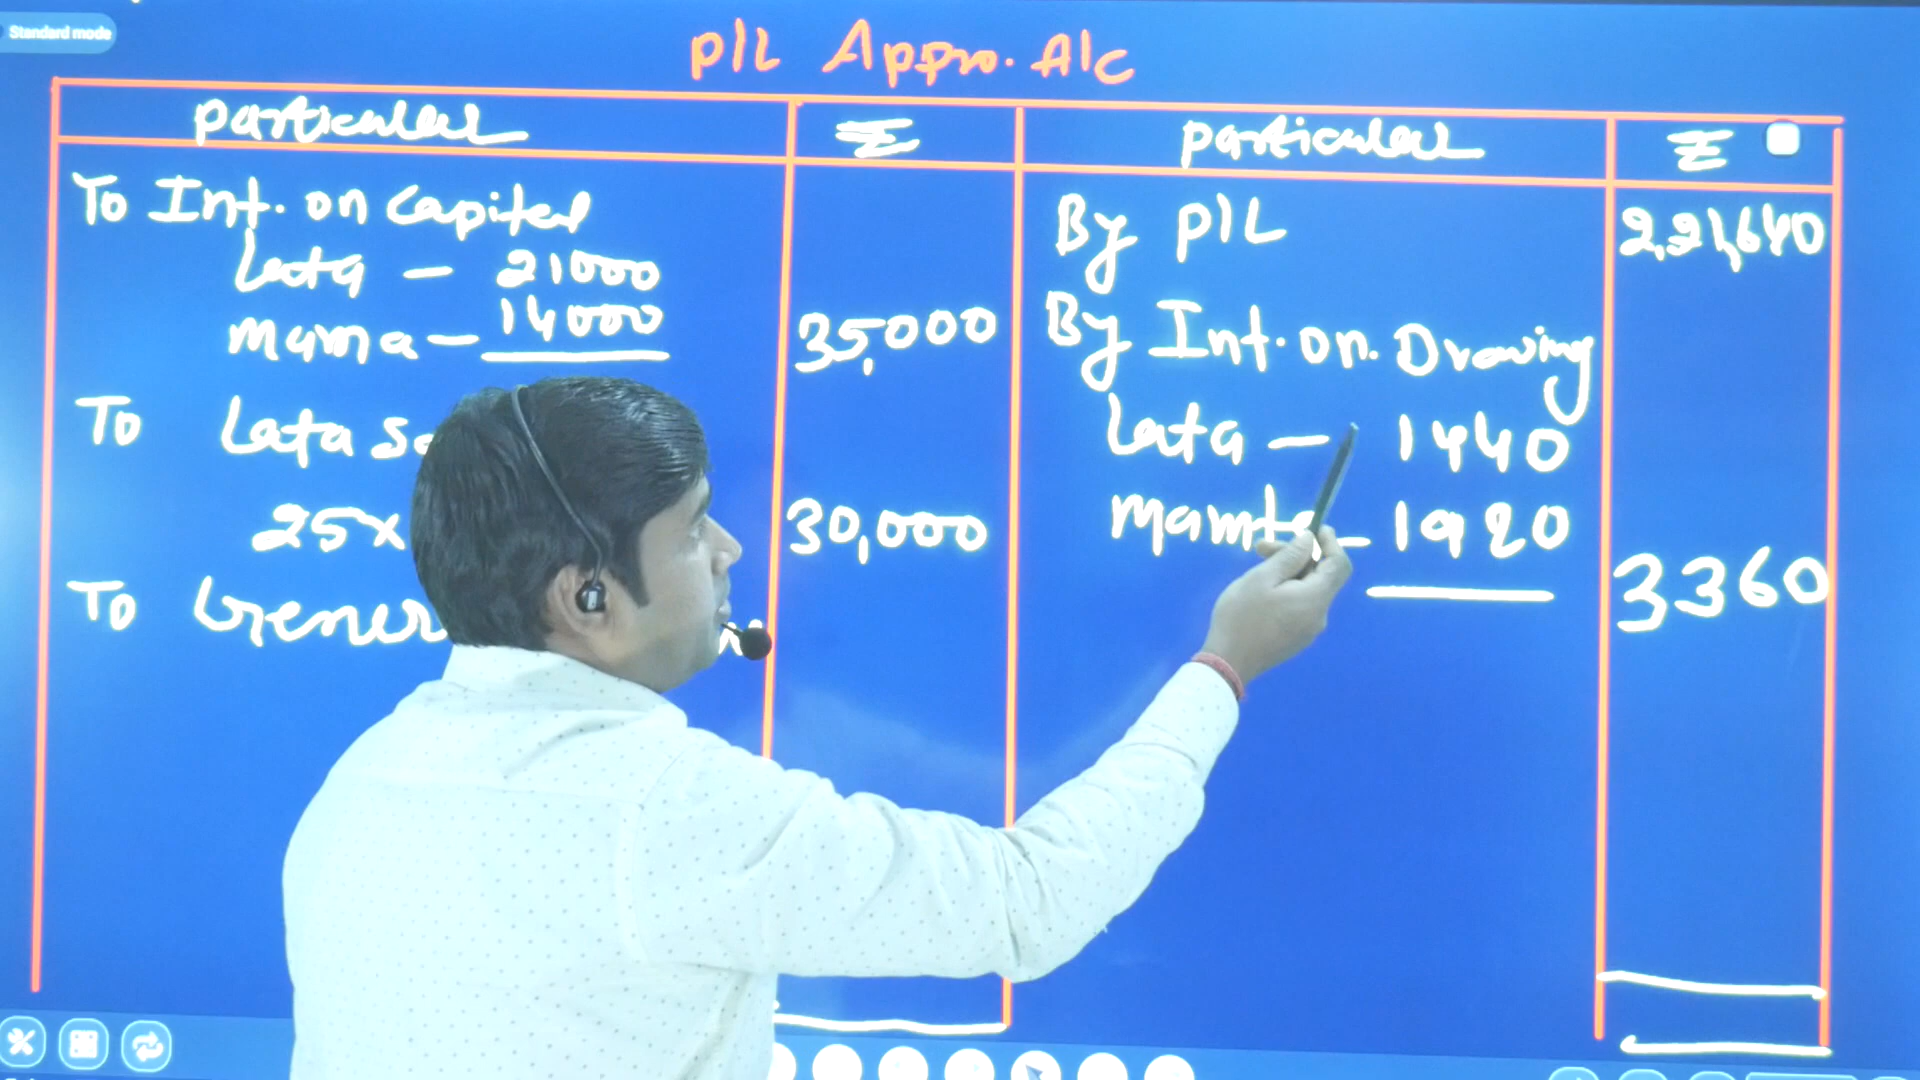 Standard mode
P/L Appro. A/c
particular ₹ particular ₹
To Int. on Capital
Lata - 21000
mama - 14000 35,000
To Lata
25x 30,000
To
By P/L 2,21,640
By Int. on. Drawing
Lata - 1440
mamta - 1920
3360